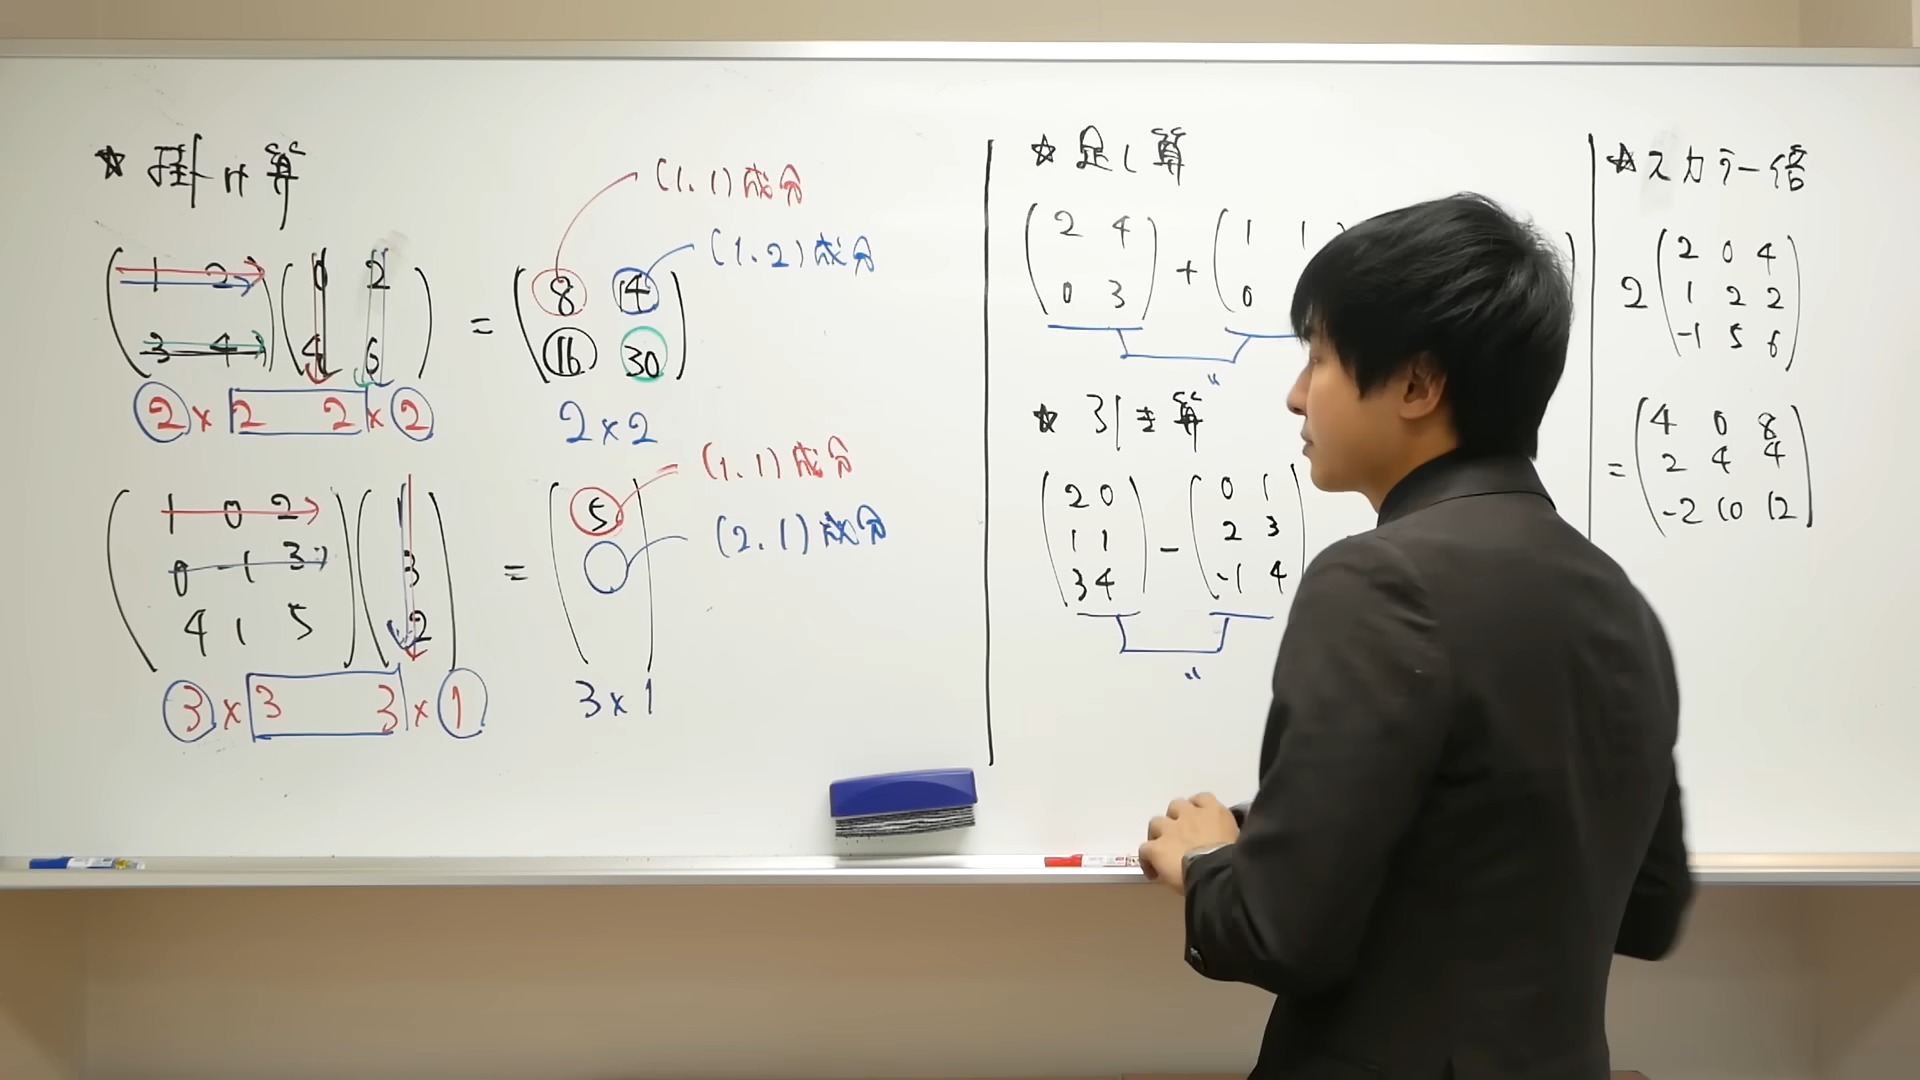 ☆ 掛け算
(1, 1) 成分
(1, 2) 成分
( 1 2 ) ( 0 2 ) = ( 8 14 )
( 3 4 ) ( 4 6 ) ( 16 30 )
2 × 2 2 × 2
2 × 2
(1, 1) 成分
(2, 1) 成分
( 1 0 2 ) ( 1 ) = ( 5 )
( 0 -1 3 ) ( 3 )
( 4 1 5 ) ( 2 )
3 × 3 3 × 1
3 × 1
☆ 足し算
( 2 4 ) + ( 1 1
( 0 3 ) ( 0
〃
☆ 引き算
( 2 0 ) - ( 0 1 )
( 1 1 ) ( 2 3 )
( 3 4 ) ( -1 4
〃
☆ スカラー倍
2 ( 2 0 4 )
( 1 2 2 )
( -1 5 6 )
= ( 4 0 8 )
( 2 4 4 )
( -2 10 12 )